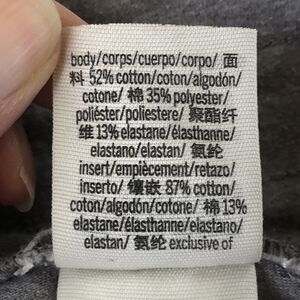 body/corps/cuerpo/corpo/ 面
料 52% cotton/coton/algodón/
cotone/ 棉 35% polyester/
poliéster/poliestere/ 聚酯纤
维 13% elastane/élasthanne/
elastano/elastan/ 氨纶
insert/empiècement/retazo/
inserto/ 镶嵌 87% cotton/
coton/algodón/cotone/ 棉 13%
elastane/élasthanne/elastano/
elastan/ 氨纶 exclusive of